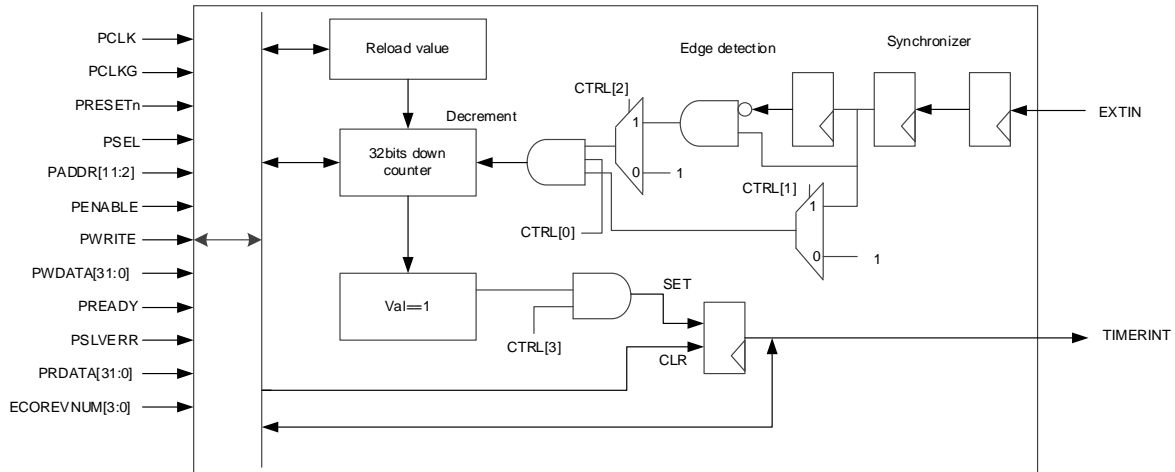 PCLK
PCLKG
PRESETn
PSEL
PADDR[11:2]
PENABLE
PWRITE
PWDATA[31:0]
PREADY
PSLVERR
PRDATA[31:0]
ECOREVNUM[3:0]
Reload value
Edge detection
Synchronizer
CTRL[2]
Decrement
1
EXTIN
32bits down
counter
0
1
CTRL[1]
1
CTRL[0]
0
1
Val==1
SET
CTRL[3]
CLR
TIMERINT